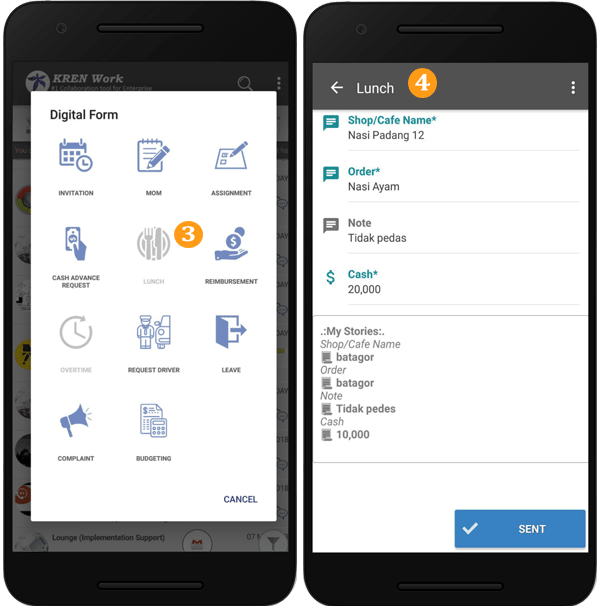 KREN Work
#1 Collaboration tool for Enterprise
Digital Form
INVITATION
MOM
ASSIGNMENT
3
CASH ADVANCE
REQUEST
LUNCH
REIMBURSEMENT
OVERTIME
REQUEST DRIVER
LEAVE
COMPLAINT
BUDGETING
CANCEL
Lounge (Implementation Support)
Lunch
4
Shop/Cafe Name*
Nasi Padang 12
Order*
Nasi Ayam
Note
Tidak pedas
Cash*
20,000
.:My Stories:.
Shop/Cafe Name
batagor
Order
batagor
Note
Tidak pedes
Cash
10,000
SENT